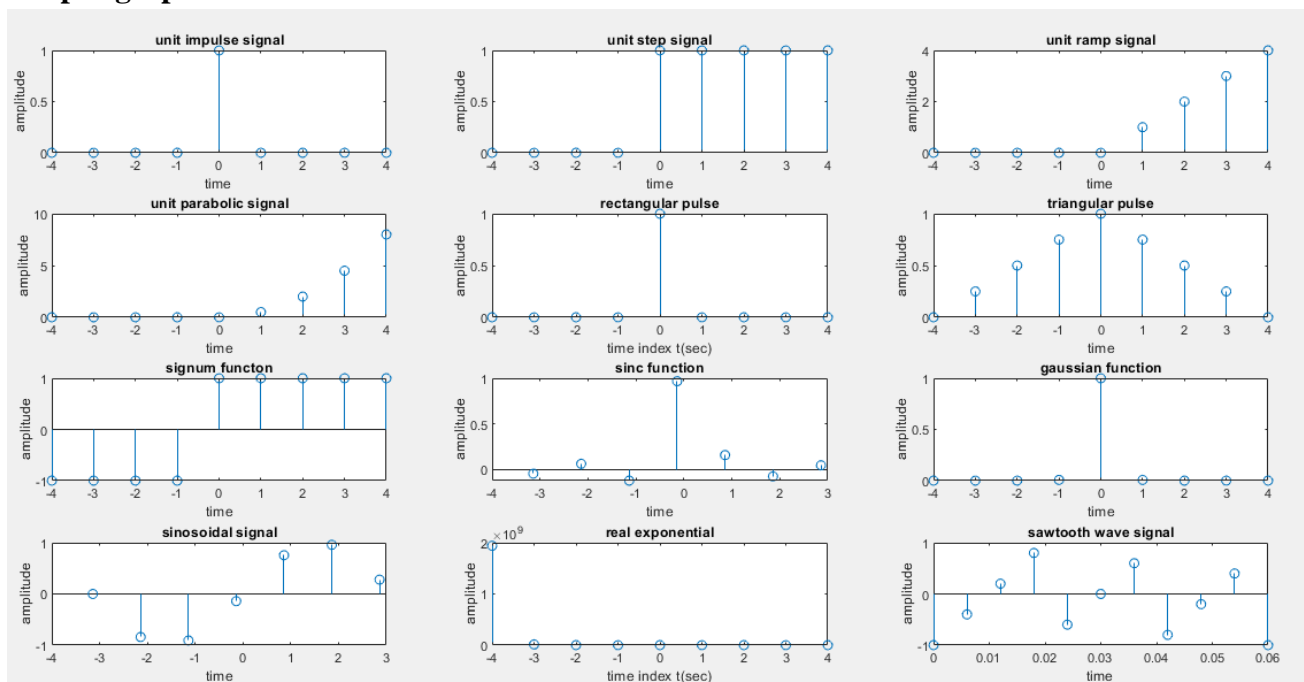 unit impulse signal
1
0.5
0
amplitude
-4 -3 -2 -1 0 1 2 3 4
time
unit step signal
1
0.5
0
amplitude
-4 -3 -2 -1 0 1 2 3 4
time
unit ramp signal
4
2
0
amplitude
-4 -3 -2 -1 0 1 2 3 4
time
unit parabolic signal
10
5
0
amplitude
-4 -3 -2 -1 0 1 2 3 4
time
rectangular pulse
1
0.5
0
amplitude
-4 -3 -2 -1 0 1 2 3 4
time index t(sec)
triangular pulse
1
0.5
0
amplitude
-4 -3 -2 -1 0 1 2 3 4
time
signum functon
1
0
-1
amplitude
-4 -3 -2 -1 0 1 2 3 4
time
sinc function
1
0.5
0
amplitude
-4 -3 -2 -1 0 1 2 3
time
gaussian function
1
0.5
0
amplitude
-4 -3 -2 -1 0 1 2 3 4
time
sinosoidal signal
1
0
-1
amplitude
-4 -3 -2 -1 0 1 2 3
time
real exponential
×10^9
2
1
0
amplitude
-4 -3 -2 -1 0 1 2 3 4
time index t(sec)
sawtooth wave signal
1
0
-1
amplitude
0 0.01 0.02 0.03 0.04 0.05 0.06
time